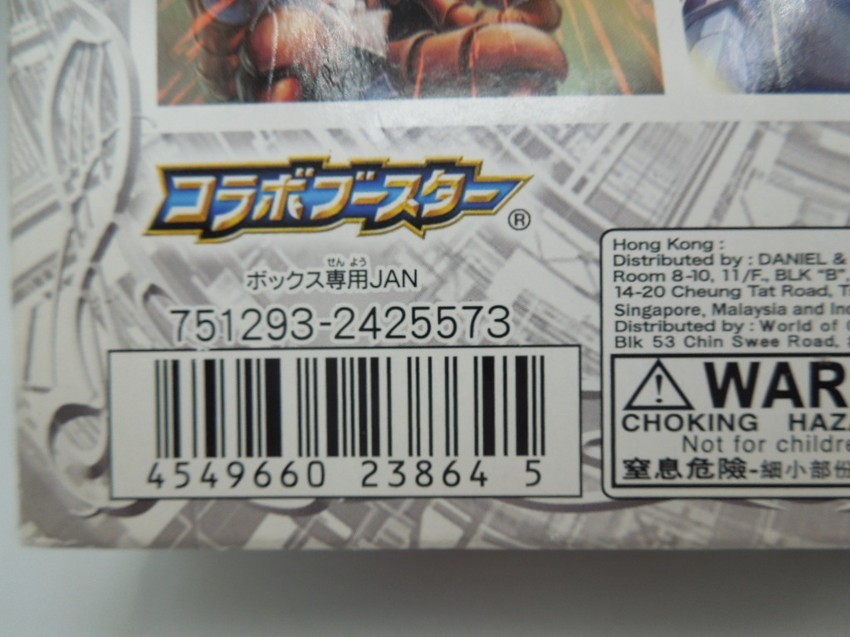 コラボブースター
®
ボックス専用JAN
せんよう
751293-2425573
4549660 23864 5
Hong Kong :
Distributed by : DANIEL &
Room 8-10, 11/F., BLK "B",
14-20 Cheung Tat Road,
Singapore, Malaysia and
Distributed by : World of
Blk 53 Chin Swee Road,
WAR
CHOKING HAZ
Not for childre
窒息危險-細小部份